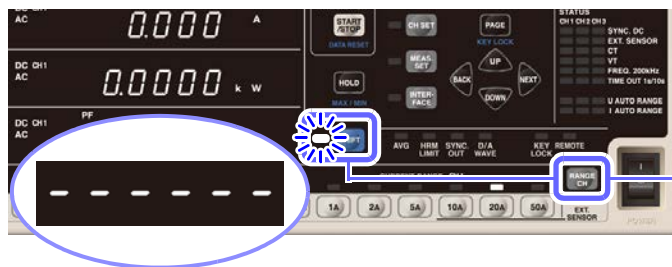 DC CH1
AC
0.000 A
DC CH1
AC
0.0000 k W
DC CH1
AC
PF
- - - - - -
START
/STOP
DATA RESET
HOLD
MAX / MIN
CH SET
MEAS.
SET
INTER-
FACE
PAGE
KEY LOCK
UP
BACK
NEXT
DOWN
STATUS
CH1 CH2 CH3
SYNC. DC
EXT. SENSOR
CT
VT
FREQ. 200kHz
TIME OUT 1s/10s
U AUTO RANGE
I AUTO RANGE
AVG
HRM
LIMIT
SYNC.
OUT
D/A
WAVE
KEY
LOCK
REMOTE
RANGE
CH
1A
2A
5A
10A
20A
50A
EXT.
SENSOR
POWER